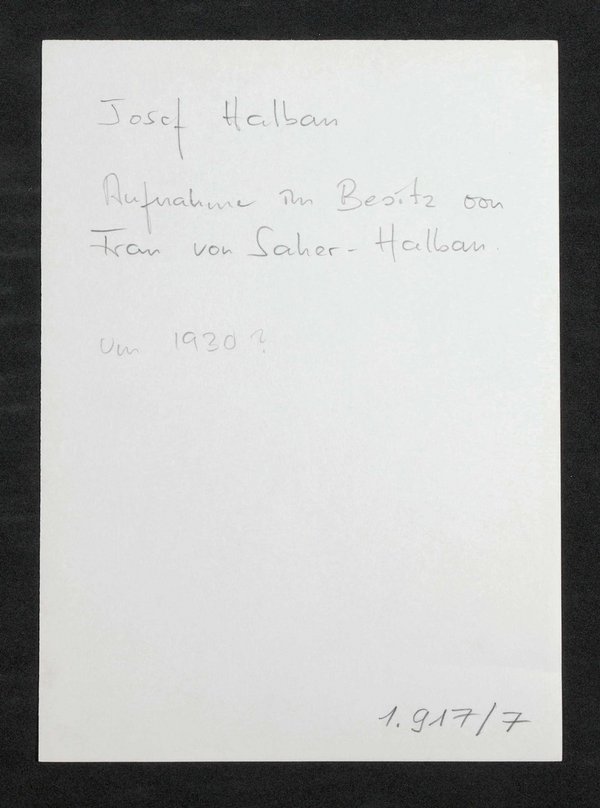 Josef Halban
Aufnahme im Besitz von
Frau von Saher-Halban.
um 1930?
1.917/7